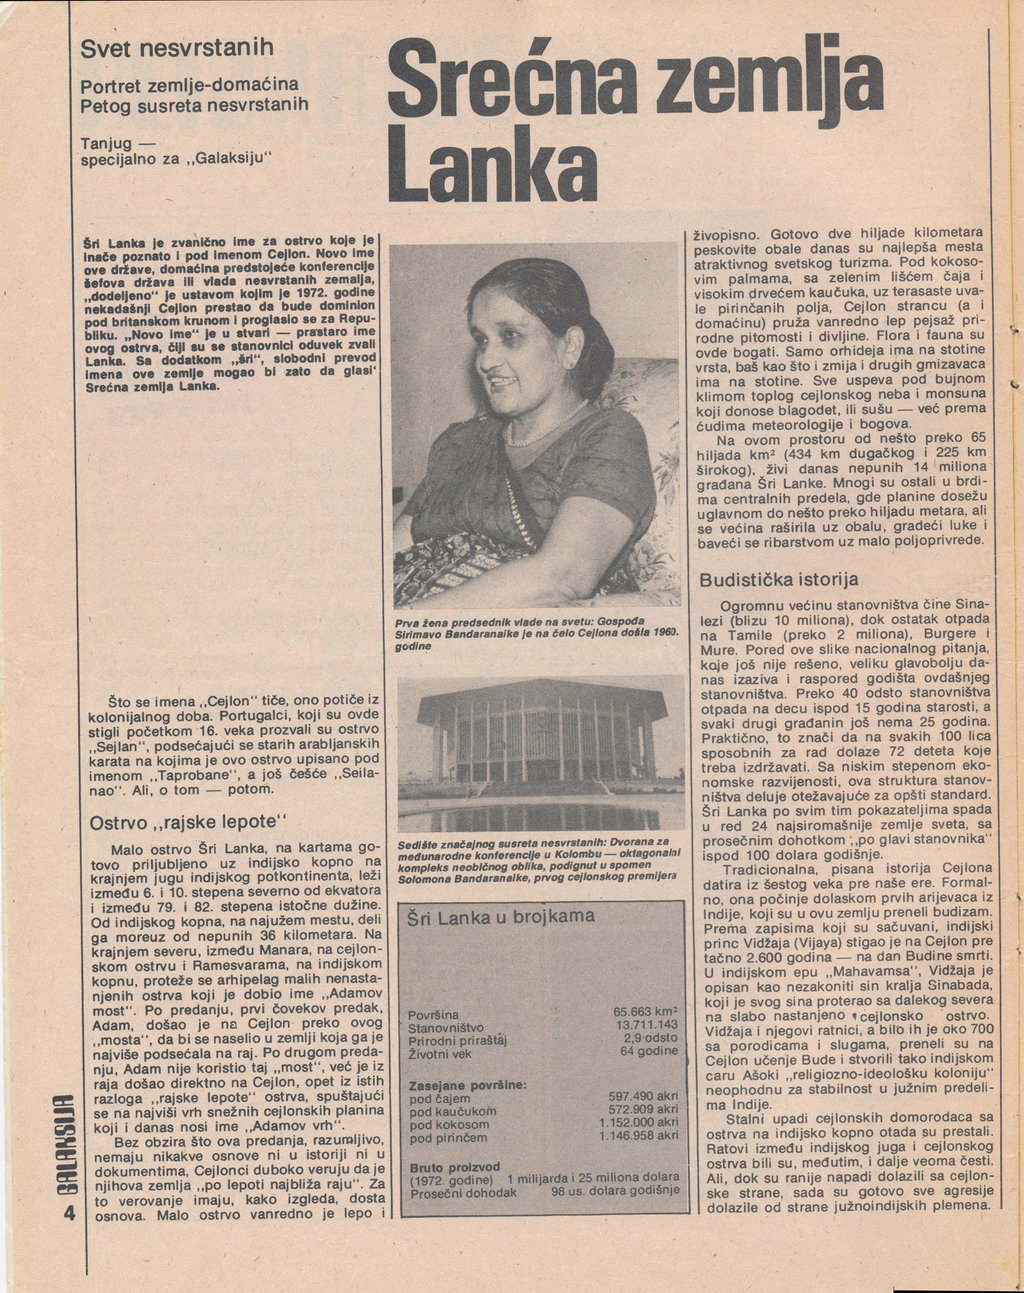 Svet nesvrstanih
Portret zemlje-domaćina
Petog susreta nesvrstanih
Tanjug —
specijalno za ,,Galaksiju"
Srećna zemlja
Lanka
Šri Lanka je zvanično ime za ostrvo koje je
inače poznato i pod imenom Cejlon. Novo ime
ove države, domaćina predstojeće konferencije
šefova država ili vlada nesvrstanih zemalja,
,,dodeljeno" je ustavom kojim je 1972. godine
nekadašnji Cejlon prestao da bude dominion
pod britanskom krunom i proglasio se za Repu-
bliku. ,,Novo ime" je u stvari — prastaro ime
ovog ostrva, čiji su se stanovnici oduvek zvali
Lanka. Sa dodatkom ,,šri", slobodni prevod
imena ove zemlje mogao bi zato da glasi'
Srećna zemlja Lanka.
Što se imena ,,Cejlon" tiče, ono potiče iz
kolonijalnog doba. Portugalci, koji su ovde
stigli početkom 16. veka prozvali su ostrvo
,,Sejlan", podsećajući se starih arabljanskih
karata na kojima je ovo ostrvo upisano pod
imenom ,,Taprobane", a još češće ,,Seila-
nao". Ali, o tom — potom.
Ostrvo ,,rajske lepote"
Malo ostrvo Šri Lanka, na kartama go-
tovo priljubljeno uz indijsko kopno na
krajnjem jugu indijskog potkontinenta, leži
između 6. i 10. stepena severno od ekvatora
i između 79. i 82. stepena istočne dužine.
Od indijskog kopna, na najužem mestu, deli
ga moreuz od nepunih 36 kilometara. Na
krajnjem severu, između Manara, na cejlon-
skom ostrvu i Ramesvarama, na indijskom
kopnu, proteže se arhipelag malih nenasta-
njenih ostrva koji je dobio ime ,,Adamov
most". Po predanju, prvi čovekov predak,
Adam, došao je na Cejlon preko ovog
,,mosta", da bi se naselio u zemlji koja ga je
najviše podsećala na raj. Po drugom preda-
nju, Adam nije koristio taj ,,most", već je iz
raja došao direktno na Cejlon, opet iz istih
razloga ,,rajske lepote" ostrva, spuštajući
se na najviši vrh snežnih cejlonskih planina
koji i danas nosi ime ,,Adamov vrh".
Bez obzira što ova predanja, razumljivo,
nemaju nikakve osnove ni u istoriji ni u
dokumentima, Cejlonci duboko veruju da je
njihova zemlja ,,po lepoti najbliža raju". Za
to verovanje imaju, kako izgleda, dosta
osnova. Malo ostrvo vanredno je lepo i
GALAKSIJA
4
Prva žena predsednik vlade na svetu: Gospođa
Sirimavo Bandaranaike je na čelo Cejlona došla 1960.
godine
Sedište značajnog susreta nesvrstanih: Dvorana za
međunarodne konferencije u Kolombu — oktagonalni
kompleks neobičnog oblika, podignut u spomen
Solomona Bandaranaike, prvog cejlonskog premijera
Šri Lanka u brojkama
Površina 65.663 km²
Stanovništvo 13.711.143
Prirodni priraštaj 2,9 odsto
Životni vek 64 godine
Zasejane površine:
pod čajem 597.490 akri
pod kaučukom 572.909 akri
pod kokosom 1.152.000 akri
pod pirinčem 1.146.958 akri
Bruto proizvod
(1972. godine) 1 milijarda i 25 miliona dolara
Prosečni dohodak 98 us. dolara godišnje
živopisno. Gotovo dve hiljade kilometara
peskovite obale danas su najlepša mesta
atraktivnog svetskog turizma. Pod kokoso-
vim palmama, sa zelenim lišćem čaja i
visokim drvećem kaučuka, uz terasaste uva-
le pirinčanih polja, Cejlon strancu (a i
domaćinu) pruža vanredno lep pejsaž pri-
rodne pitomosti i divljine. Flora i fauna su
ovde bogati. Samo orhideja ima na stotine
vrsta, baš kao što i zmija i drugih gmizavaca
ima na stotine. Sve uspeva pod bujnom
klimom toplog cejlonskog neba i monsuna
koji donose blagodet, ili sušu — već prema
ćudima meteorologije i bogova.
Na ovom prostoru od nešto preko 65
hiljada km² (434 km dugačkog i 225 km
širokog), živi danas nepunih 14 miliona
građana Šri Lanke. Mnogi su ostali u brdi-
ma centralnih predela, gde planine dosežu
uglavnom do nešto preko hiljadu metara, ali
se većina raširila uz obalu, gradeći luke i
baveći se ribarstvom uz malo poljoprivrede.
Budistička istorija
Ogromnu većinu stanovništva čine Sina-
lezi (blizu 10 miliona), dok ostatak otpada
na Tamile (preko 2 miliona), Burgere i
Mure. Pored ove slike nacionalnog pitanja,
koje još nije rešeno, veliku glavobolju da-
nas izaziva i raspored godišta ovdašnjeg
stanovništva. Preko 40 odsto stanovništva
otpada na decu ispod 15 godina starosti, a
svaki drugi građanin još nema 25 godina.
Praktično, to znači da na svakih 100 lica
sposobnih za rad dolaze 72 deteta koje
treba izdržavati. Sa niskim stepenom eko-
nomske razvijenosti, ova struktura stanov-
ništva deluje otežavajuće za opšti standard.
Šri Lanka po svim tim pokazateljima spada
u red 24 najsiromašnije zemlje sveta, sa
prosečnim dohotkom ,,po glavi stanovnika"
ispod 100 dolara godišnje.
Tradicionalna, pisana istorija Cejlona
datira iz šestog veka pre naše ere. Formal-
no, ona počinje dolaskom prvih arijevaca iz
Indije, koji su u ovu zemlju preneli budizam.
Prema zapisima koji su sačuvani, indijski
princ Vidžaja (Vijaya) stigao je na Cejlon pre
tačno 2.600 godina — na dan Budine smrti.
U indijskom epu ,,Mahavamsa", Vidžaja je
opisan kao nezakoniti sin kralja Sinabada,
koji je svog sina proterao sa dalekog severa
na slabo nastanjeno cejlonsko ostrvo.
Vidžaja i njegovi ratnici, a bilo ih je oko 700
sa porodicama i slugama, preneli su na
Cejlon učenje Bude i stvorili tako indijskom
caru Ašoki ,,religiozno-ideološku koloniju"
neophodnu za stabilnost u južnim predeli-
ma Indije.
Stalni upadi cejlonskih domorodaca sa
ostrva na indijsko kopno otada su prestali.
Ratovi između indijskog juga i cejlonskog
ostrva bili su, međutim, i dalje veoma česti.
Ali, dok su ranije napadi dolazili sa cejlon-
ske strane, sada su gotovo sve agresije
dolazile od strane južnoindijskih plemena.